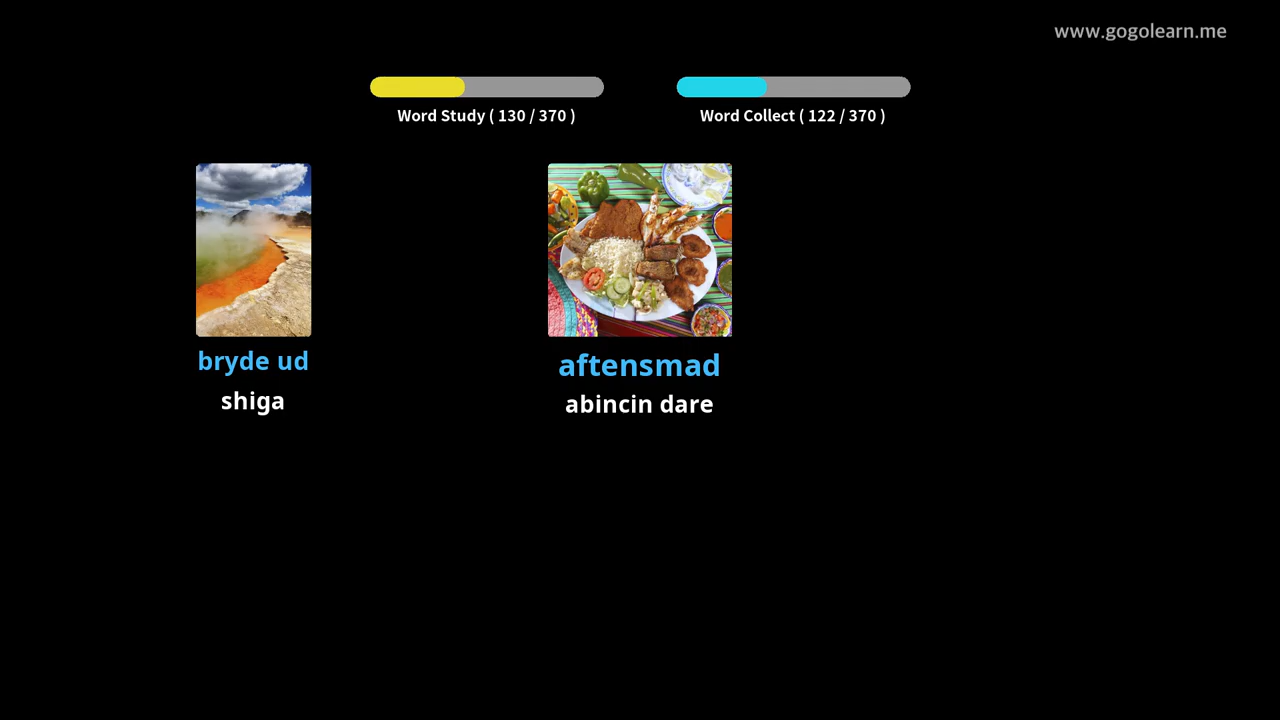 www.gogolearn.me
Word Study ( 130 / 370 )
Word Collect ( 122 / 370 )
bryde ud
shiga
aftensmad
abincin dare